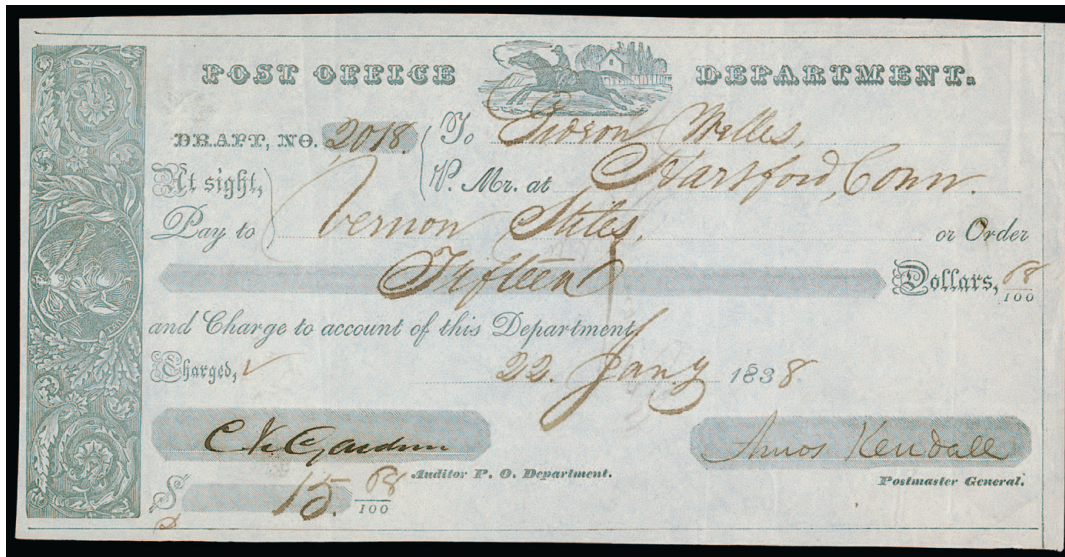 POST OFFICE DEPARTMENT.
DRAFT, NO. 2018. To Gideon Welles,
At sight, P. Mr. at Hartford, Conn.
Pay to Vernon Stiles, or Order
Fifteen Dollars, 68/100
and Charge to account of this Department
Charged, 22. Jany 1838.
C K Gardner Amos Kendall
Auditor P. O. Department. Postmaster General.
$ 15. 68/100